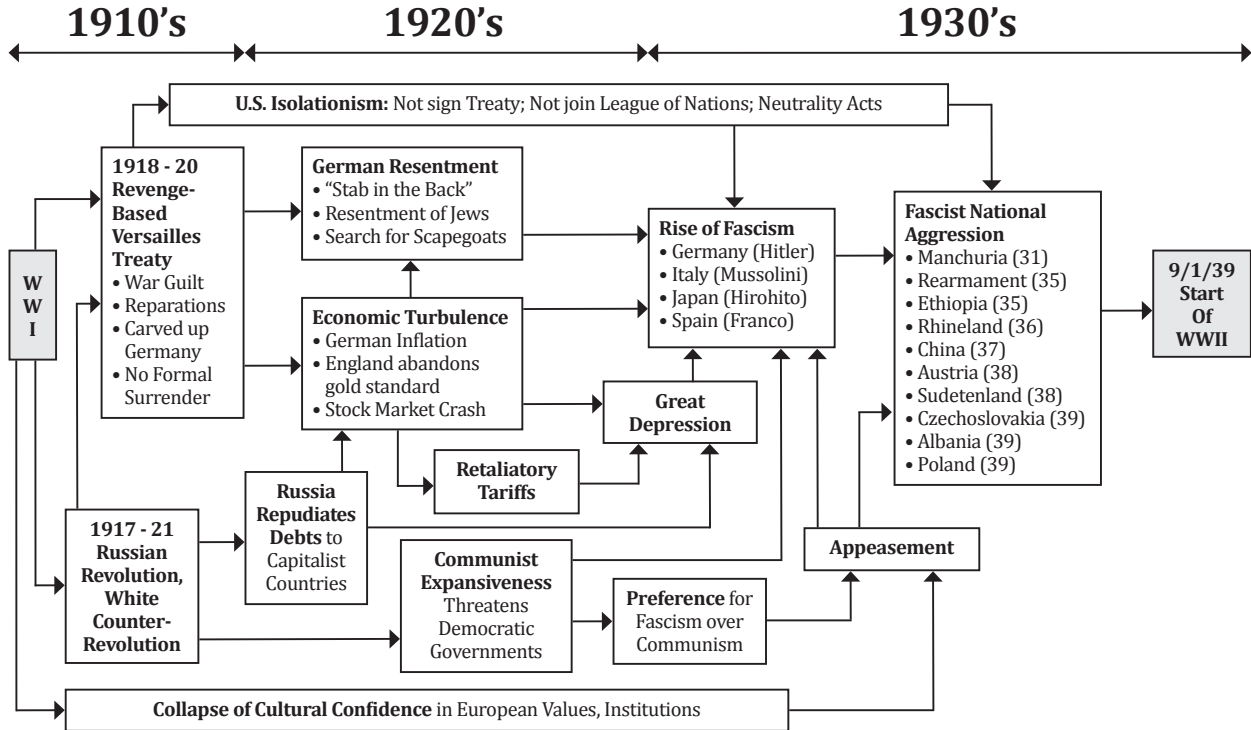 1910's
1920's
1930's
U.S. Isolationism: Not sign Treaty; Not join League of Nations; Neutrality Acts
W
W
I
1918 - 20
Revenge-
Based
Versailles
Treaty
• War Guilt
• Reparations
• Carved up
Germany
• No Formal
Surrender
German Resentment
• “Stab in the Back”
• Resentment of Jews
• Search for Scapegoats
Economic Turbulence
• German Inflation
• England abandons
gold standard
• Stock Market Crash
Rise of Fascism
• Germany (Hitler)
• Italy (Mussolini)
• Japan (Hirohito)
• Spain (Franco)
Fascist National
Aggression
• Manchuria (31)
• Rearmament (35)
• Ethiopia (35)
• Rhineland (36)
• China (37)
• Austria (38)
• Sudetenland (38)
• Czechoslovakia (39)
• Albania (39)
• Poland (39)
9/1/39
Start
Of
WWII
Great
Depression
Retaliatory
Tariffs
1917 - 21
Russian
Revolution,
White
Counter-
Revolution
Russia
Repudiates
Debts to
Capitalist
Countries
Communist
Expansiveness
Threatens
Democratic
Governments
Preference for
Fascism over
Communism
Appeasement
Collapse of Cultural Confidence in European Values, Institutions